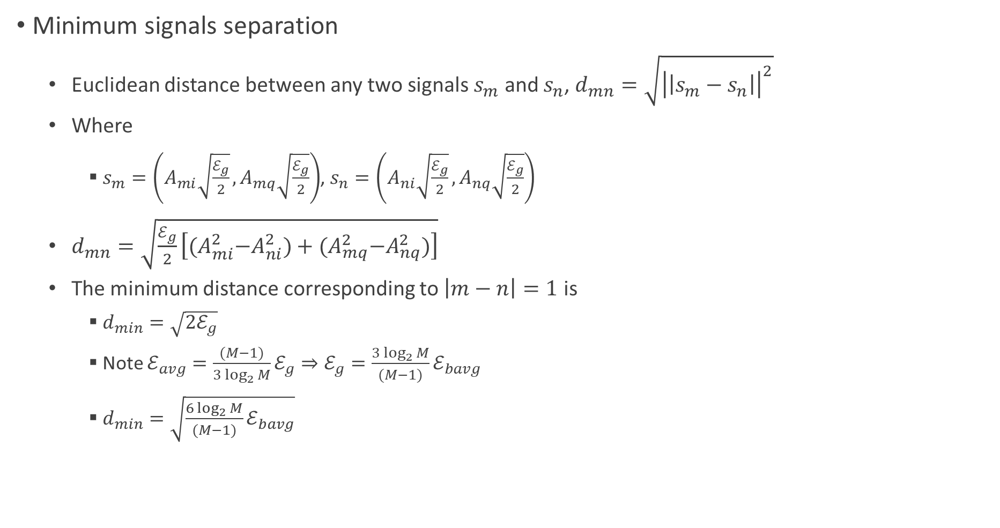 • Minimum signals separation
• Euclidean distance between any two signals $s_m$ and $s_n$, $d_{mn} = \sqrt{\left||s_m - s_n|\right|^2}$
• Where
▪ $s_m = \left(A_{mi}\sqrt{\frac{\mathcal{E}_g}{2}}, A_{mq}\sqrt{\frac{\mathcal{E}_g}{2}}\right)$, $s_n = \left(A_{ni}\sqrt{\frac{\mathcal{E}_g}{2}}, A_{nq}\sqrt{\frac{\mathcal{E}_g}{2}}\right)$
• $d_{mn} = \sqrt{\frac{\mathcal{E}_g}{2}\left[(A_{mi}^2 - A_{ni}^2) + (A_{mq}^2 - A_{nq}^2)\right]}$
• The minimum distance corresponding to $|m - n| = 1$ is
▪ $d_{min} = \sqrt{2\mathcal{E}_g}$
▪ Note $\mathcal{E}_{avg} = \frac{(M-1)}{3\log_2 M}\mathcal{E}_g \Rightarrow \mathcal{E}_g = \frac{3\log_2 M}{(M-1)}\mathcal{E}_{bavg}$
▪ $d_{min} = \sqrt{\frac{6\log_2 M}{(M-1)}\mathcal{E}_{bavg}}$